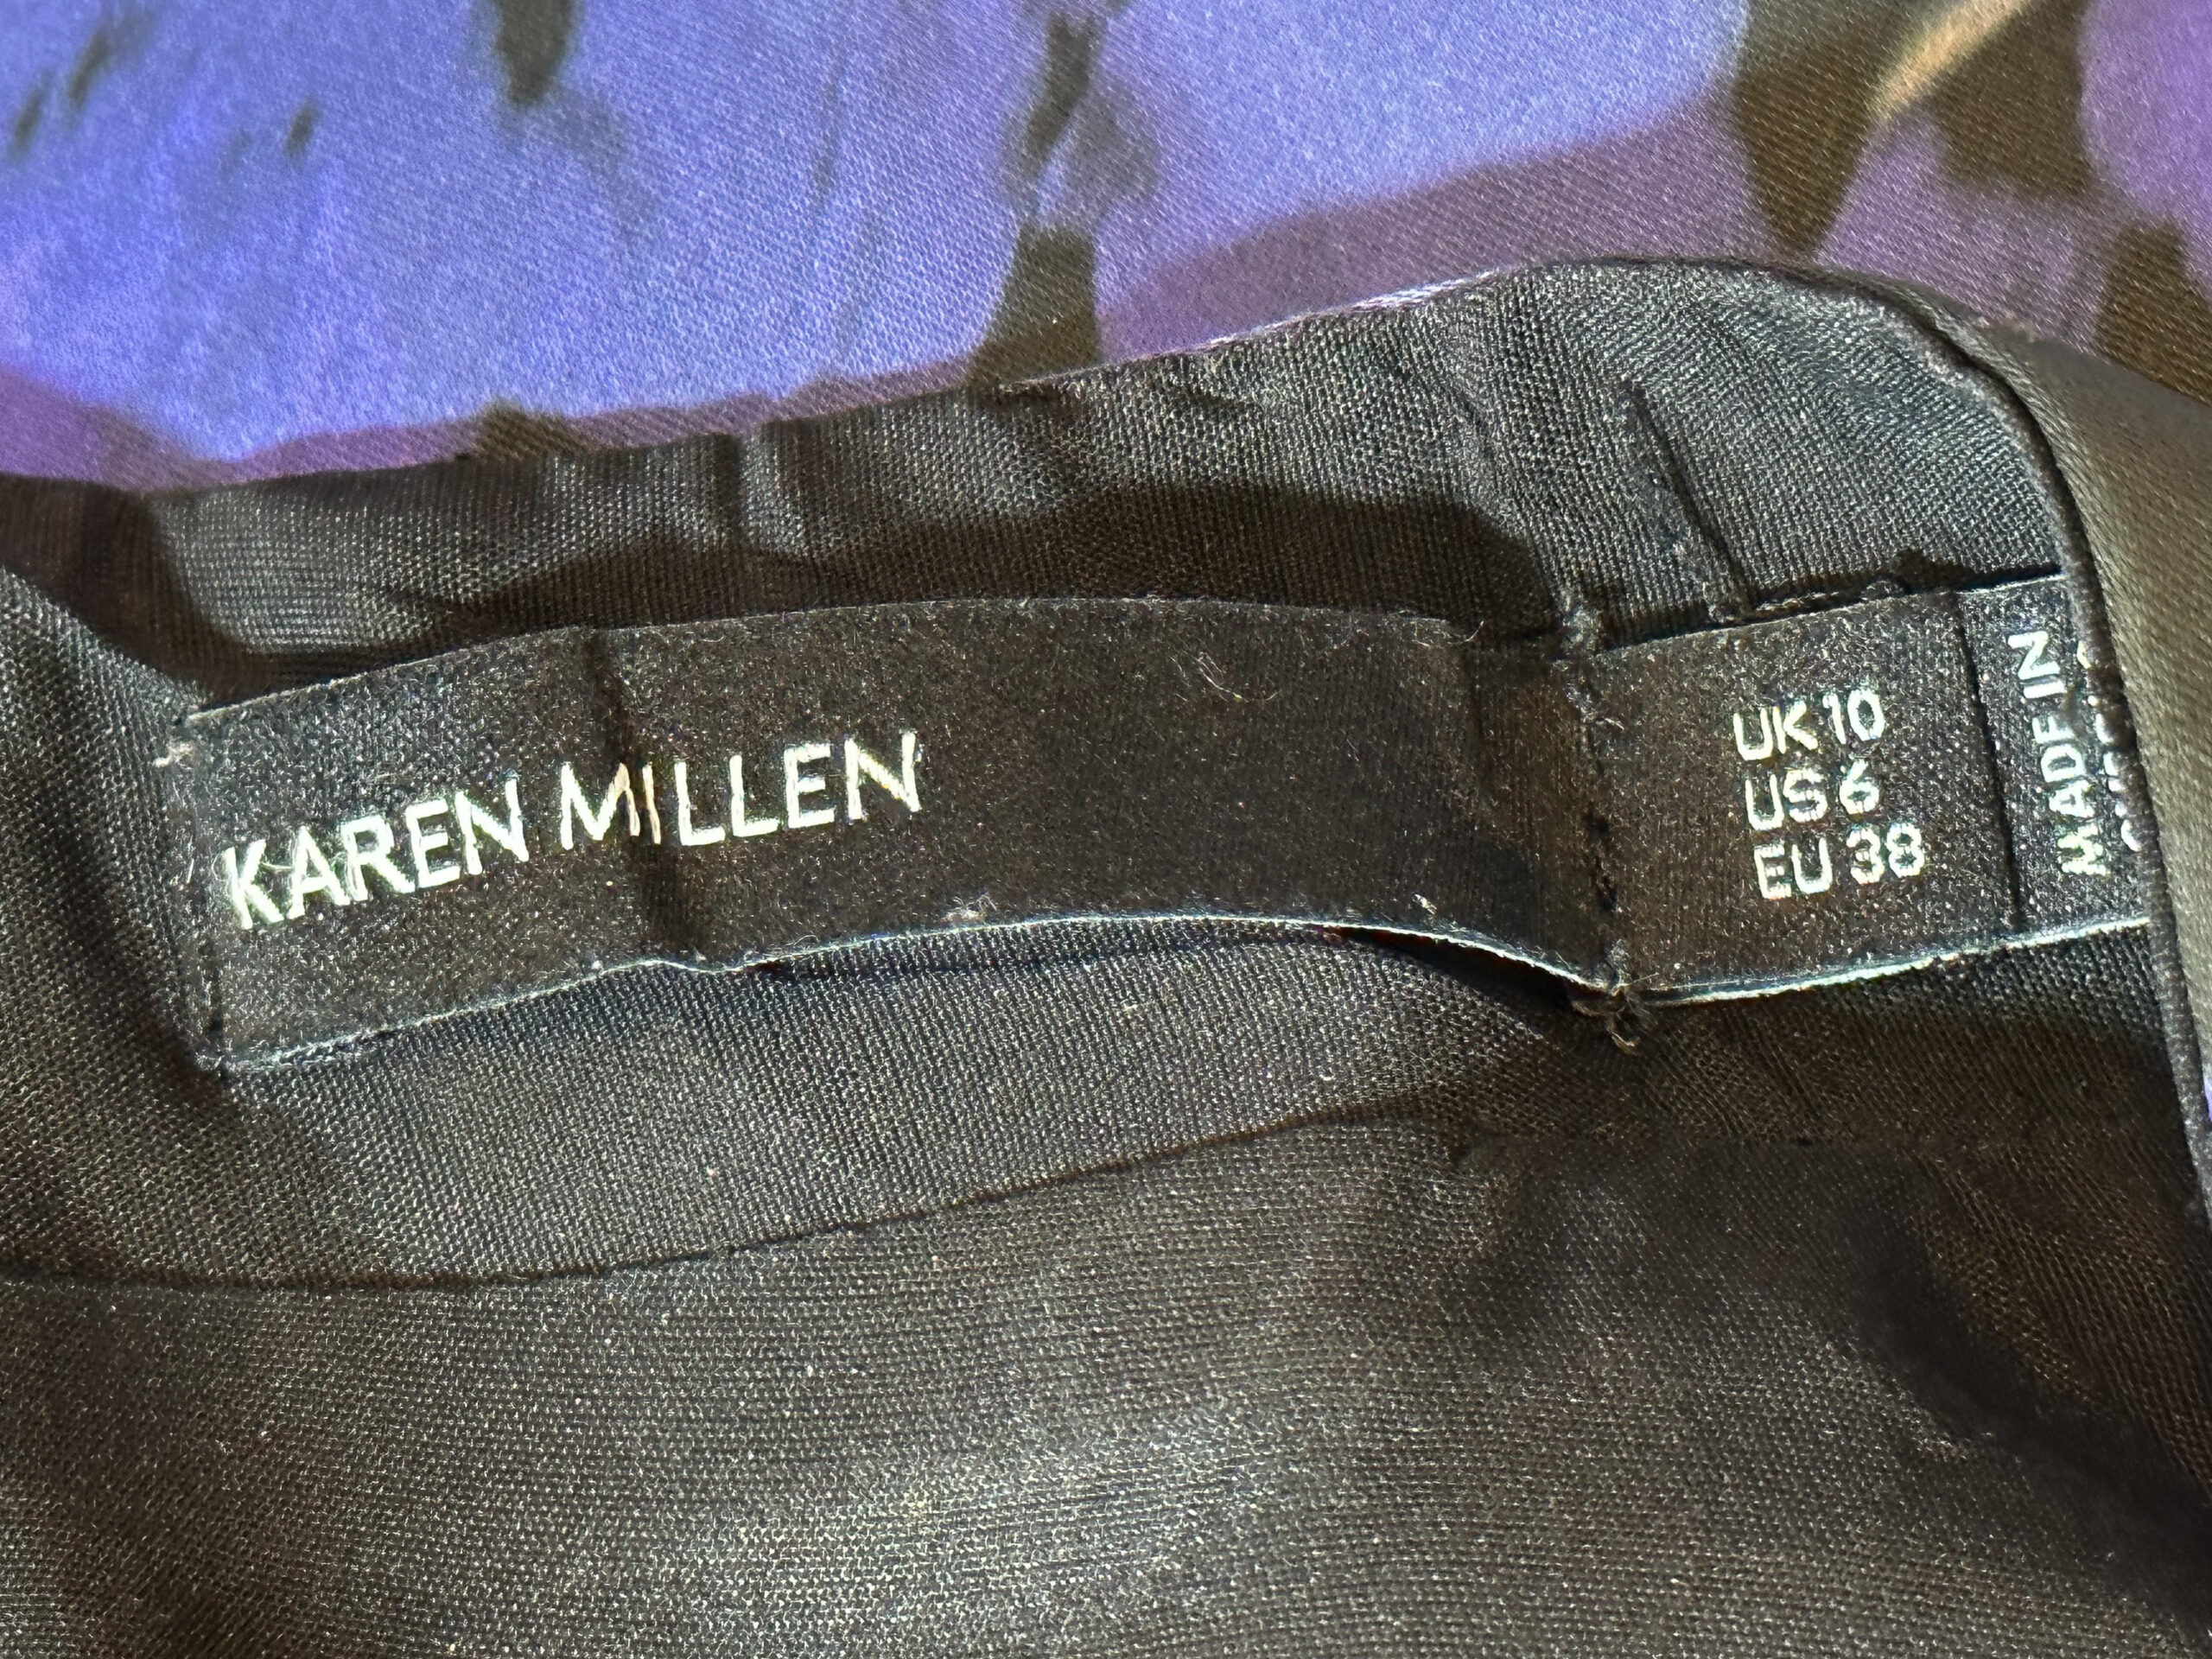 KAREN MILLEN
UK 10
US 6
EU 38
MADE IN